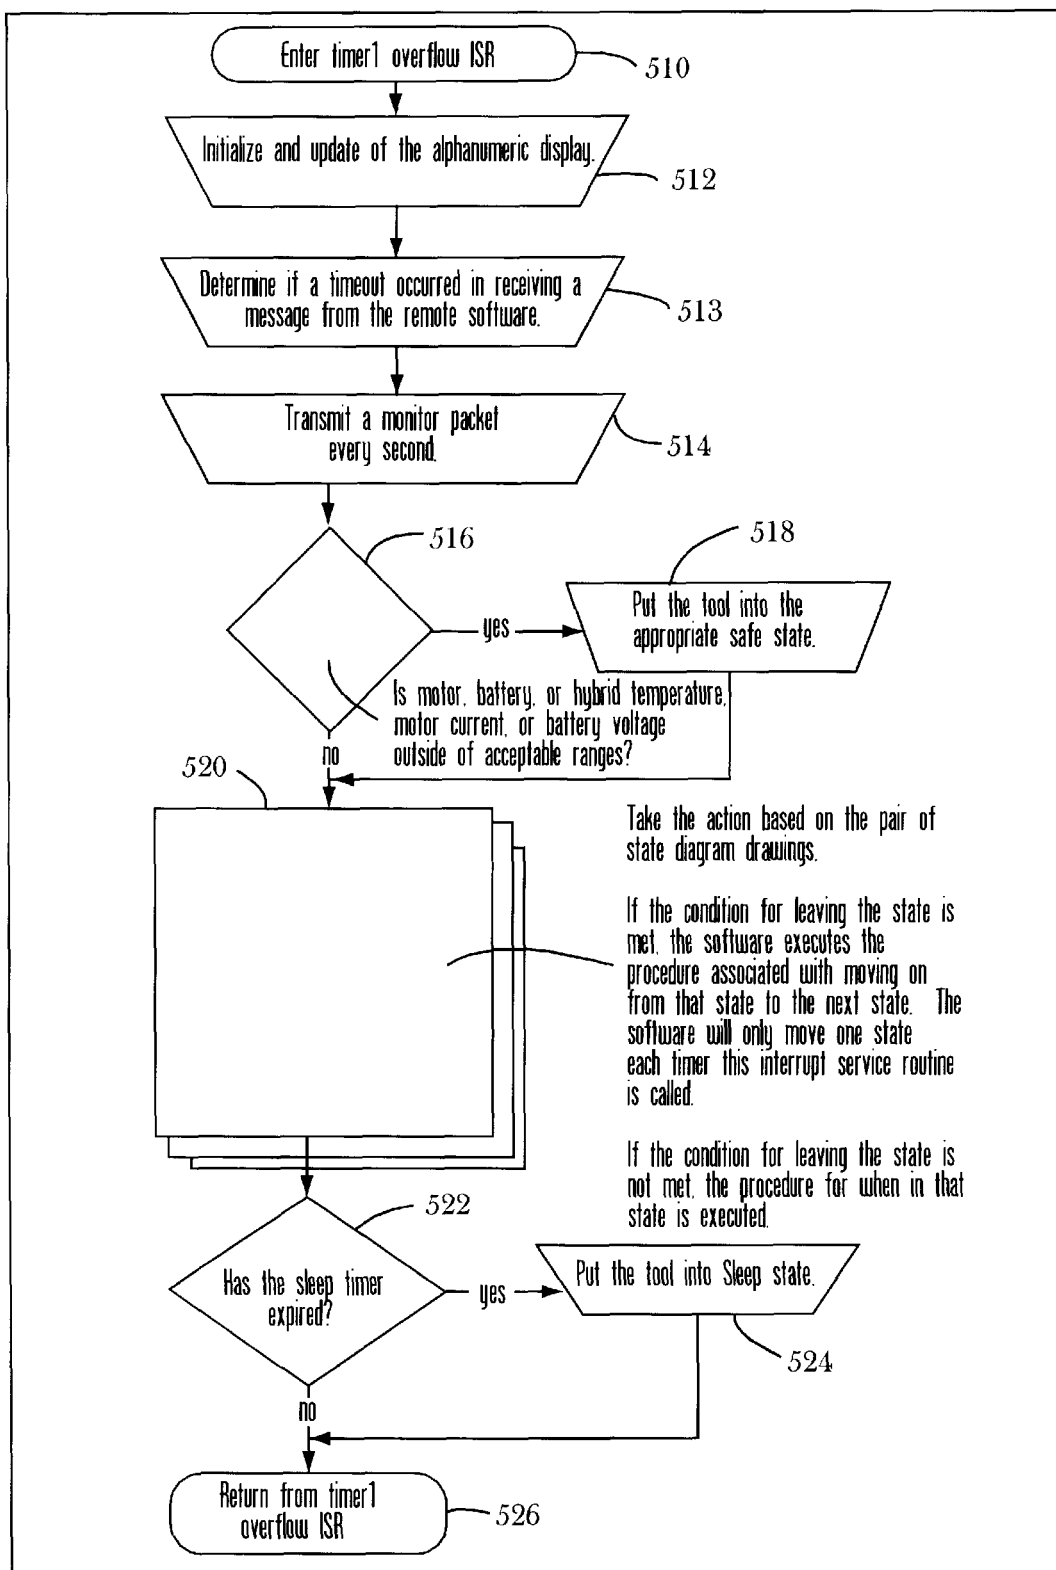 Enter timer1 overflow ISR
510
Initialize and update of the alphanumeric display.
512
Determine if a timeout occurred in receiving a
message from the remote software.
513
Transmit a monitor packet
every second.
514
516
518
Put the tool into the
appropriate safe state.
yes
Is motor, battery, or hybrid temperature,
motor current, or battery voltage
outside of acceptable ranges?
no
520
Take the action based on the pair of
state diagram drawings.
If the condition for leaving the state is
met, the software executes the
procedure associated with moving on
from that state to the next state. The
software will only move one state
each timer this interrupt service routine
is called.
If the condition for leaving the state is
not met, the procedure for when in that
state is executed.
522
Has the sleep timer
expired?
yes
Put the tool into Sleep state.
524
no
Return from timer1
overflow ISR
526